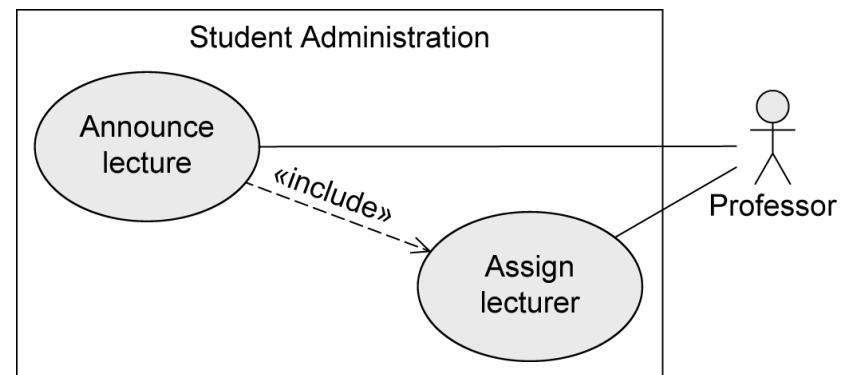 Student Administration
Announce
lecture
«include»
Professor
Assign
lecturer